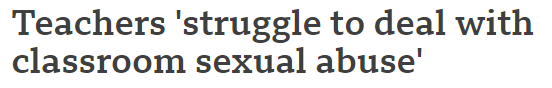 Teachers 'struggle to deal with
classroom sexual abuse'